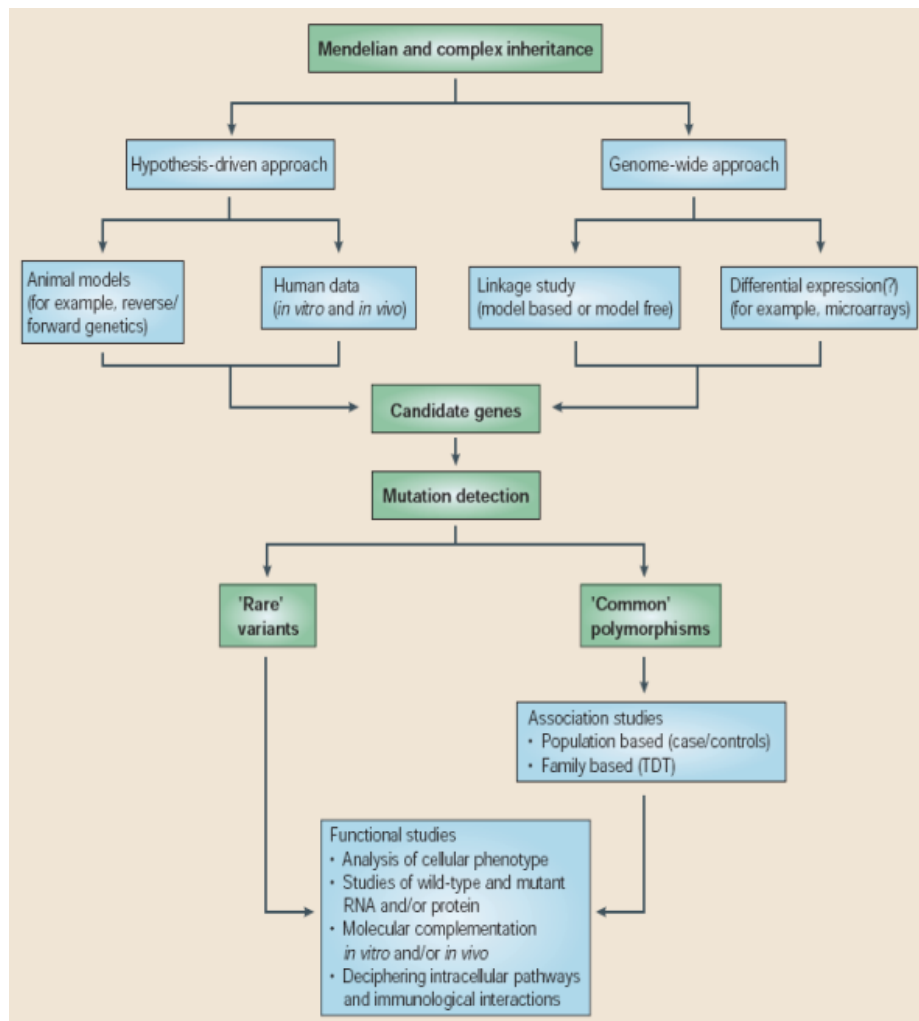 Mendelian and complex inheritance
Hypothesis-driven approach
Genome-wide approach
Animal models
(for example, reverse/
forward genetics)
Human data
(in vitro and in vivo)
Linkage study
(model based or model free)
Differential expression(?)
(for example, microarrays)
Candidate genes
Mutation detection
'Rare'
variants
'Common'
polymorphisms
Association studies
• Population based (case/controls)
• Family based (TDT)
Functional studies
• Analysis of cellular phenotype
• Studies of wild-type and mutant
RNA and/or protein
• Molecular complementation
in vitro and/or in vivo
• Deciphering intracellular pathways
and immunological interactions